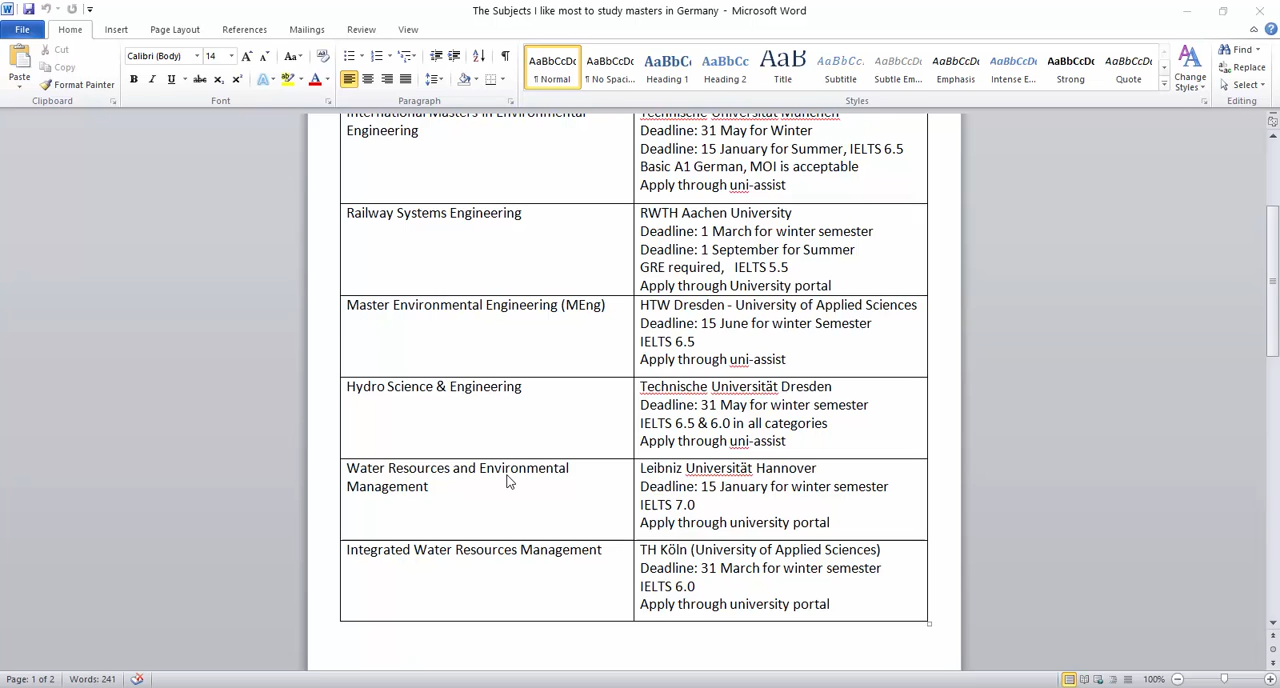 The Subjects I like most to study masters in Germany - Microsoft Word
File Home Insert Page Layout References Mailings Review View
Paste
Cut
Copy
Format Painter
Clipboard
Calibri (Body) 14
B I U abc x₂ x² A
Font
Paragraph
AaBbCcDc AaBbCcDc AaBbC AaBbCc AaB AaBbCc. AaBbCcDc AaBbCcDc AaBbCcDc AaBbCcDc AaBbCcDc
¶ Normal ¶ No Spaci... Heading 1 Heading 2 Title Subtitle Subtle Em... Emphasis Intense E... Strong Quote
Styles
Change
Styles
Find
Replace
Select
Editing
International Masters in Environmental
Engineering
Technische Universität München
Deadline: 31 May for Winter
Deadline: 15 January for Summer, IELTS 6.5
Basic A1 German, MOI is acceptable
Apply through uni-assist
Railway Systems Engineering
RWTH Aachen University
Deadline: 1 March for winter semester
Deadline: 1 September for Summer
GRE required, IELTS 5.5
Apply through University portal
Master Environmental Engineering (MEng)
HTW Dresden - University of Applied Sciences
Deadline: 15 June for winter Semester
IELTS 6.5
Apply through uni-assist
Hydro Science & Engineering
Technische Universität Dresden
Deadline: 31 May for winter semester
IELTS 6.5 & 6.0 in all categories
Apply through uni-assist
Water Resources and Environmental
Management
Leibniz Universität Hannover
Deadline: 15 January for winter semester
IELTS 7.0
Apply through university portal
Integrated Water Resources Management
TH Köln (University of Applied Sciences)
Deadline: 31 March for winter semester
IELTS 6.0
Apply through university portal
Page: 1 of 2 Words: 241 100%